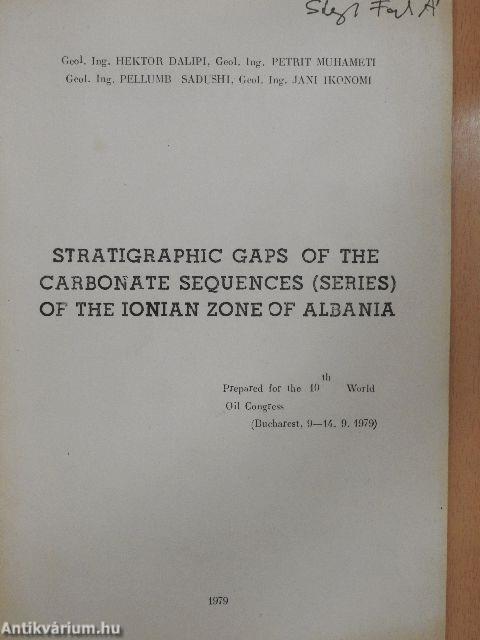 Geol. Ing. HEKTOR DALIPI, Geol. Ing. PETRIT MUHAMETI
Geol. Ing. PELLUMB SADUSHI, Geol. Ing. JANI IKONOMI
STRATIGRAPHIC GAPS OF THE
CARBONATE SEQUENCES (SERIES)
OF THE IONIAN ZONE OF ALBANIA
Prepared for the 10th World
Oil Congress
(Bucharest, 9—14. 9. 1979)
1979
Antikvárium.hu